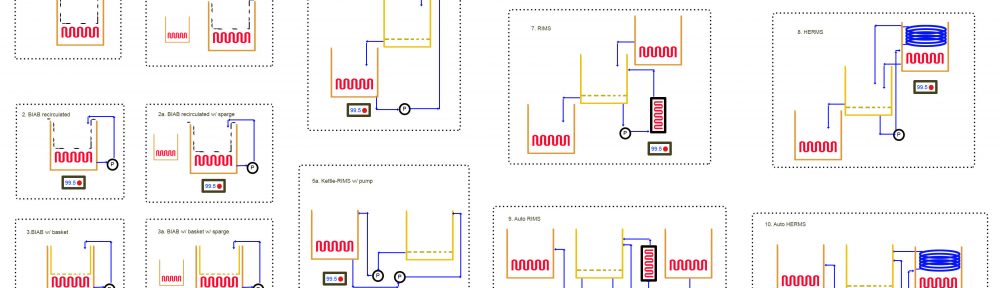 99.5
P
7. RIMS
P
99.5
8. HERMS
99.5
P
2. BIAB recirculated
P
99.5
2a. BIAB recirculated w/ sparge
P
99.5
6a. Kettle-RIMS w/ pump
99.5
P
P
3.BIAB w/ basket
3a. BIAB w/ basket w/ sparge
9. Auto RIMS
10. Auto HERMS